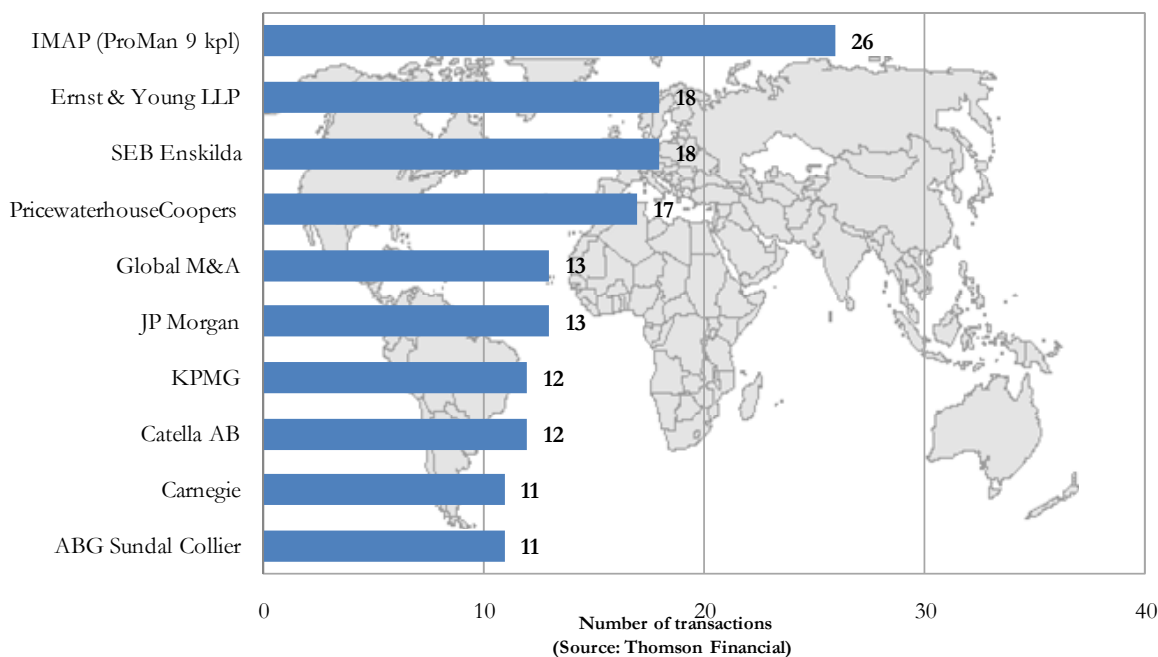 IMAP (ProMan 9 kpl) 26
Ernst & Young LLP 18
SEB Enskilda 18
PricewaterhouseCoopers 17
Global M&A 13
JP Morgan 13
KPMG 12
Catella AB 12
Carnegie 11
ABG Sundal Collier 11
0 10 20 30 40
Number of transactions
(Source: Thomson Financial)